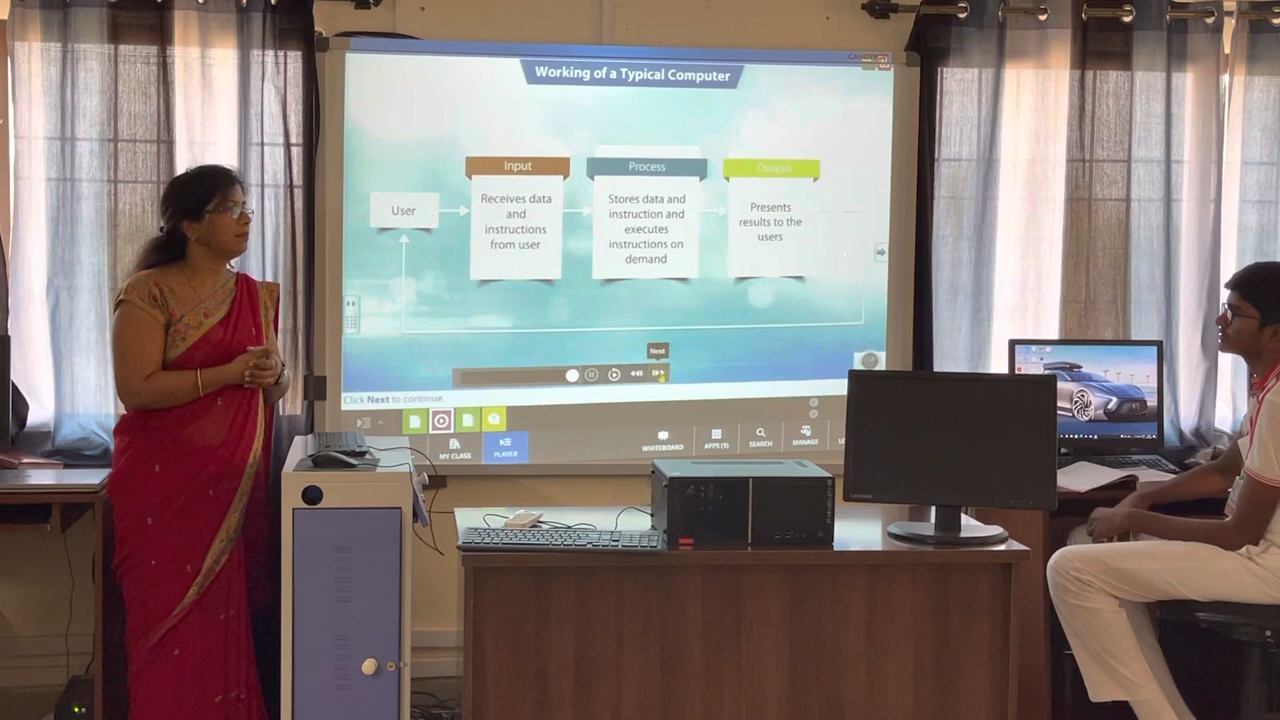 Working of a Typical Computer
Input
Process
Output
User
Receives data
and
instructions
from user
Stores data and
instruction and
executes
instructions on
demand
Presents
results to the
users
Next
Click Next to continue
MY CLASS
PLAYER
WHITEBOARD
APPS (1)
SEARCH
MANAGE
Lenovo